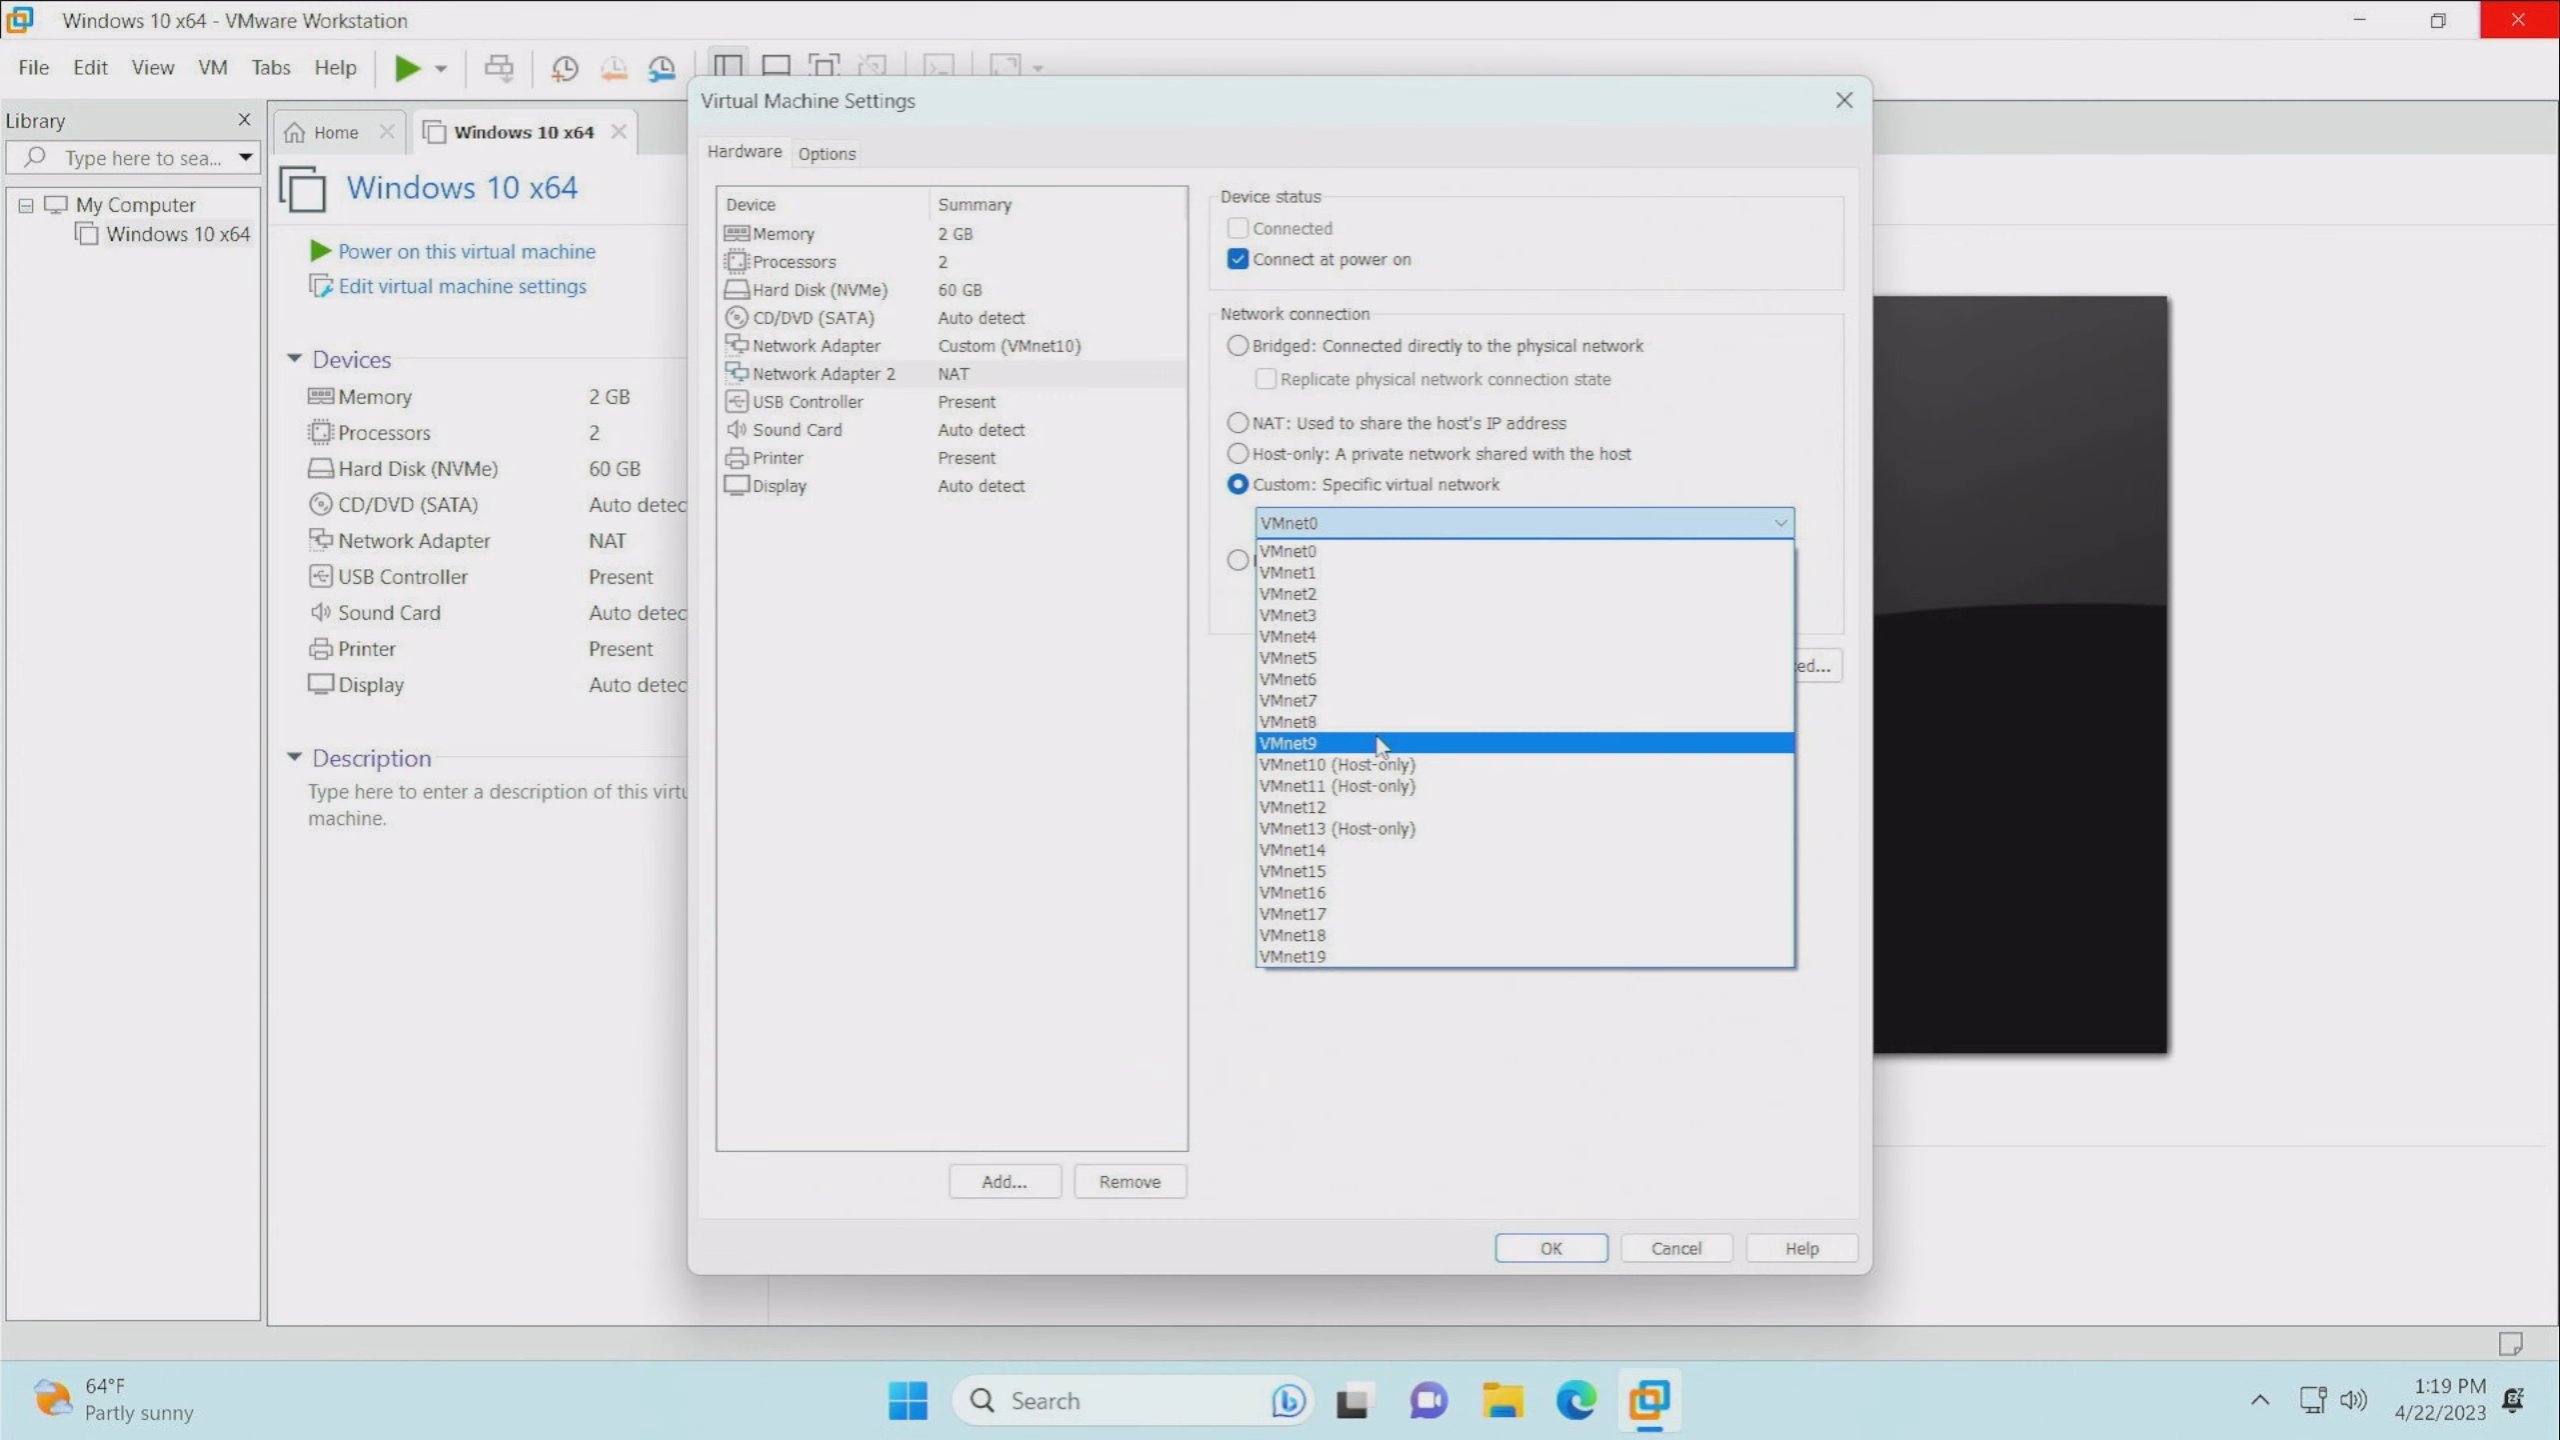 Windows 10 x64 - VMware Workstation
File Edit View VM Tabs Help
Library
Type here to sea...
My Computer
Windows 10 x64
Home
Windows 10 x64
Windows 10 x64
Power on this virtual machine
Edit virtual machine settings
Devices
Memory 2 GB
Processors 2
Hard Disk (NVMe) 60 GB
CD/DVD (SATA) Auto detec
Network Adapter NAT
USB Controller Present
Sound Card Auto detec
Printer Present
Display Auto detec
Description
Type here to enter a description of this virtu
machine.
Virtual Machine Settings
Hardware Options
Device Summary
Memory 2 GB
Processors 2
Hard Disk (NVMe) 60 GB
CD/DVD (SATA) Auto detect
Network Adapter Custom (VMnet10)
Network Adapter 2 NAT
USB Controller Present
Sound Card Auto detect
Printer Present
Display Auto detect
Add... Remove
Device status
Connected
Connect at power on
Network connection
Bridged: Connected directly to the physical network
Replicate physical network connection state
NAT: Used to share the host's IP address
Host-only: A private network shared with the host
Custom: Specific virtual network
VMnet0
VMnet0
VMnet1
VMnet2
VMnet3
VMnet4
VMnet5
VMnet6
VMnet7
VMnet8
VMnet9
VMnet10 (Host-only)
VMnet11 (Host-only)
VMnet12
VMnet13 (Host-only)
VMnet14
VMnet15
VMnet16
VMnet17
VMnet18
VMnet19
ed...
OK Cancel Help
64°F
Partly sunny
Search
1:19 PM
4/22/2023